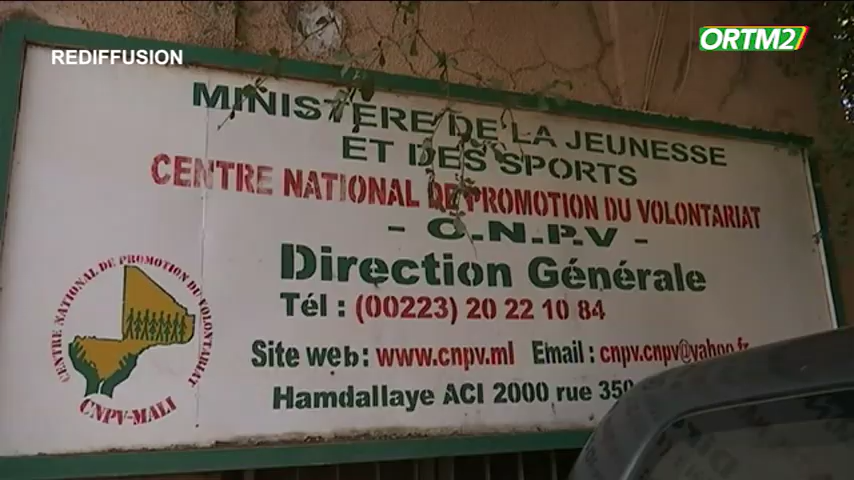 REDIFFUSION
ORTM2
MINISTERE DE LA JEUNESSE
ET DES SPORTS
CENTRE NATIONAL DE PROMOTION DU VOLONTARIAT
- C.N.P.V -
Direction Générale
Tél : (00223) 20 22 10 84
Site web: www.cnpv.ml Email : cnpv.cnpv@yahoo.fr
Hamdallaye ACI 2000 rue
CENTRE NATIONAL DE PROMOTION DU VOLONTARIAT
CNPV-MALI